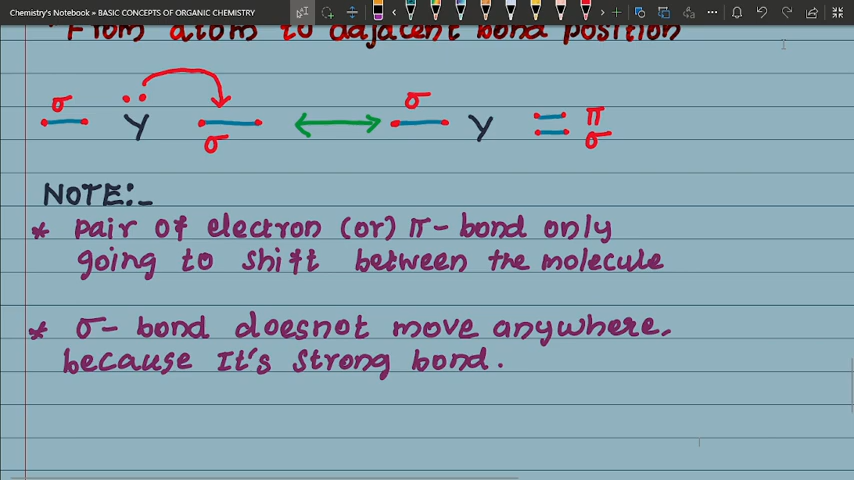 Chemistry's Notebook » BASIC CONCEPTS OF ORGANIC CHEMISTRY
* From atom to adjacent bond position
σ Y σ σ Y π
σ
NOTE:-
* pair of electron (or) π-bond only
going to shift between the molecule
* σ- bond doesnot move anywhere.
because It's strong bond.